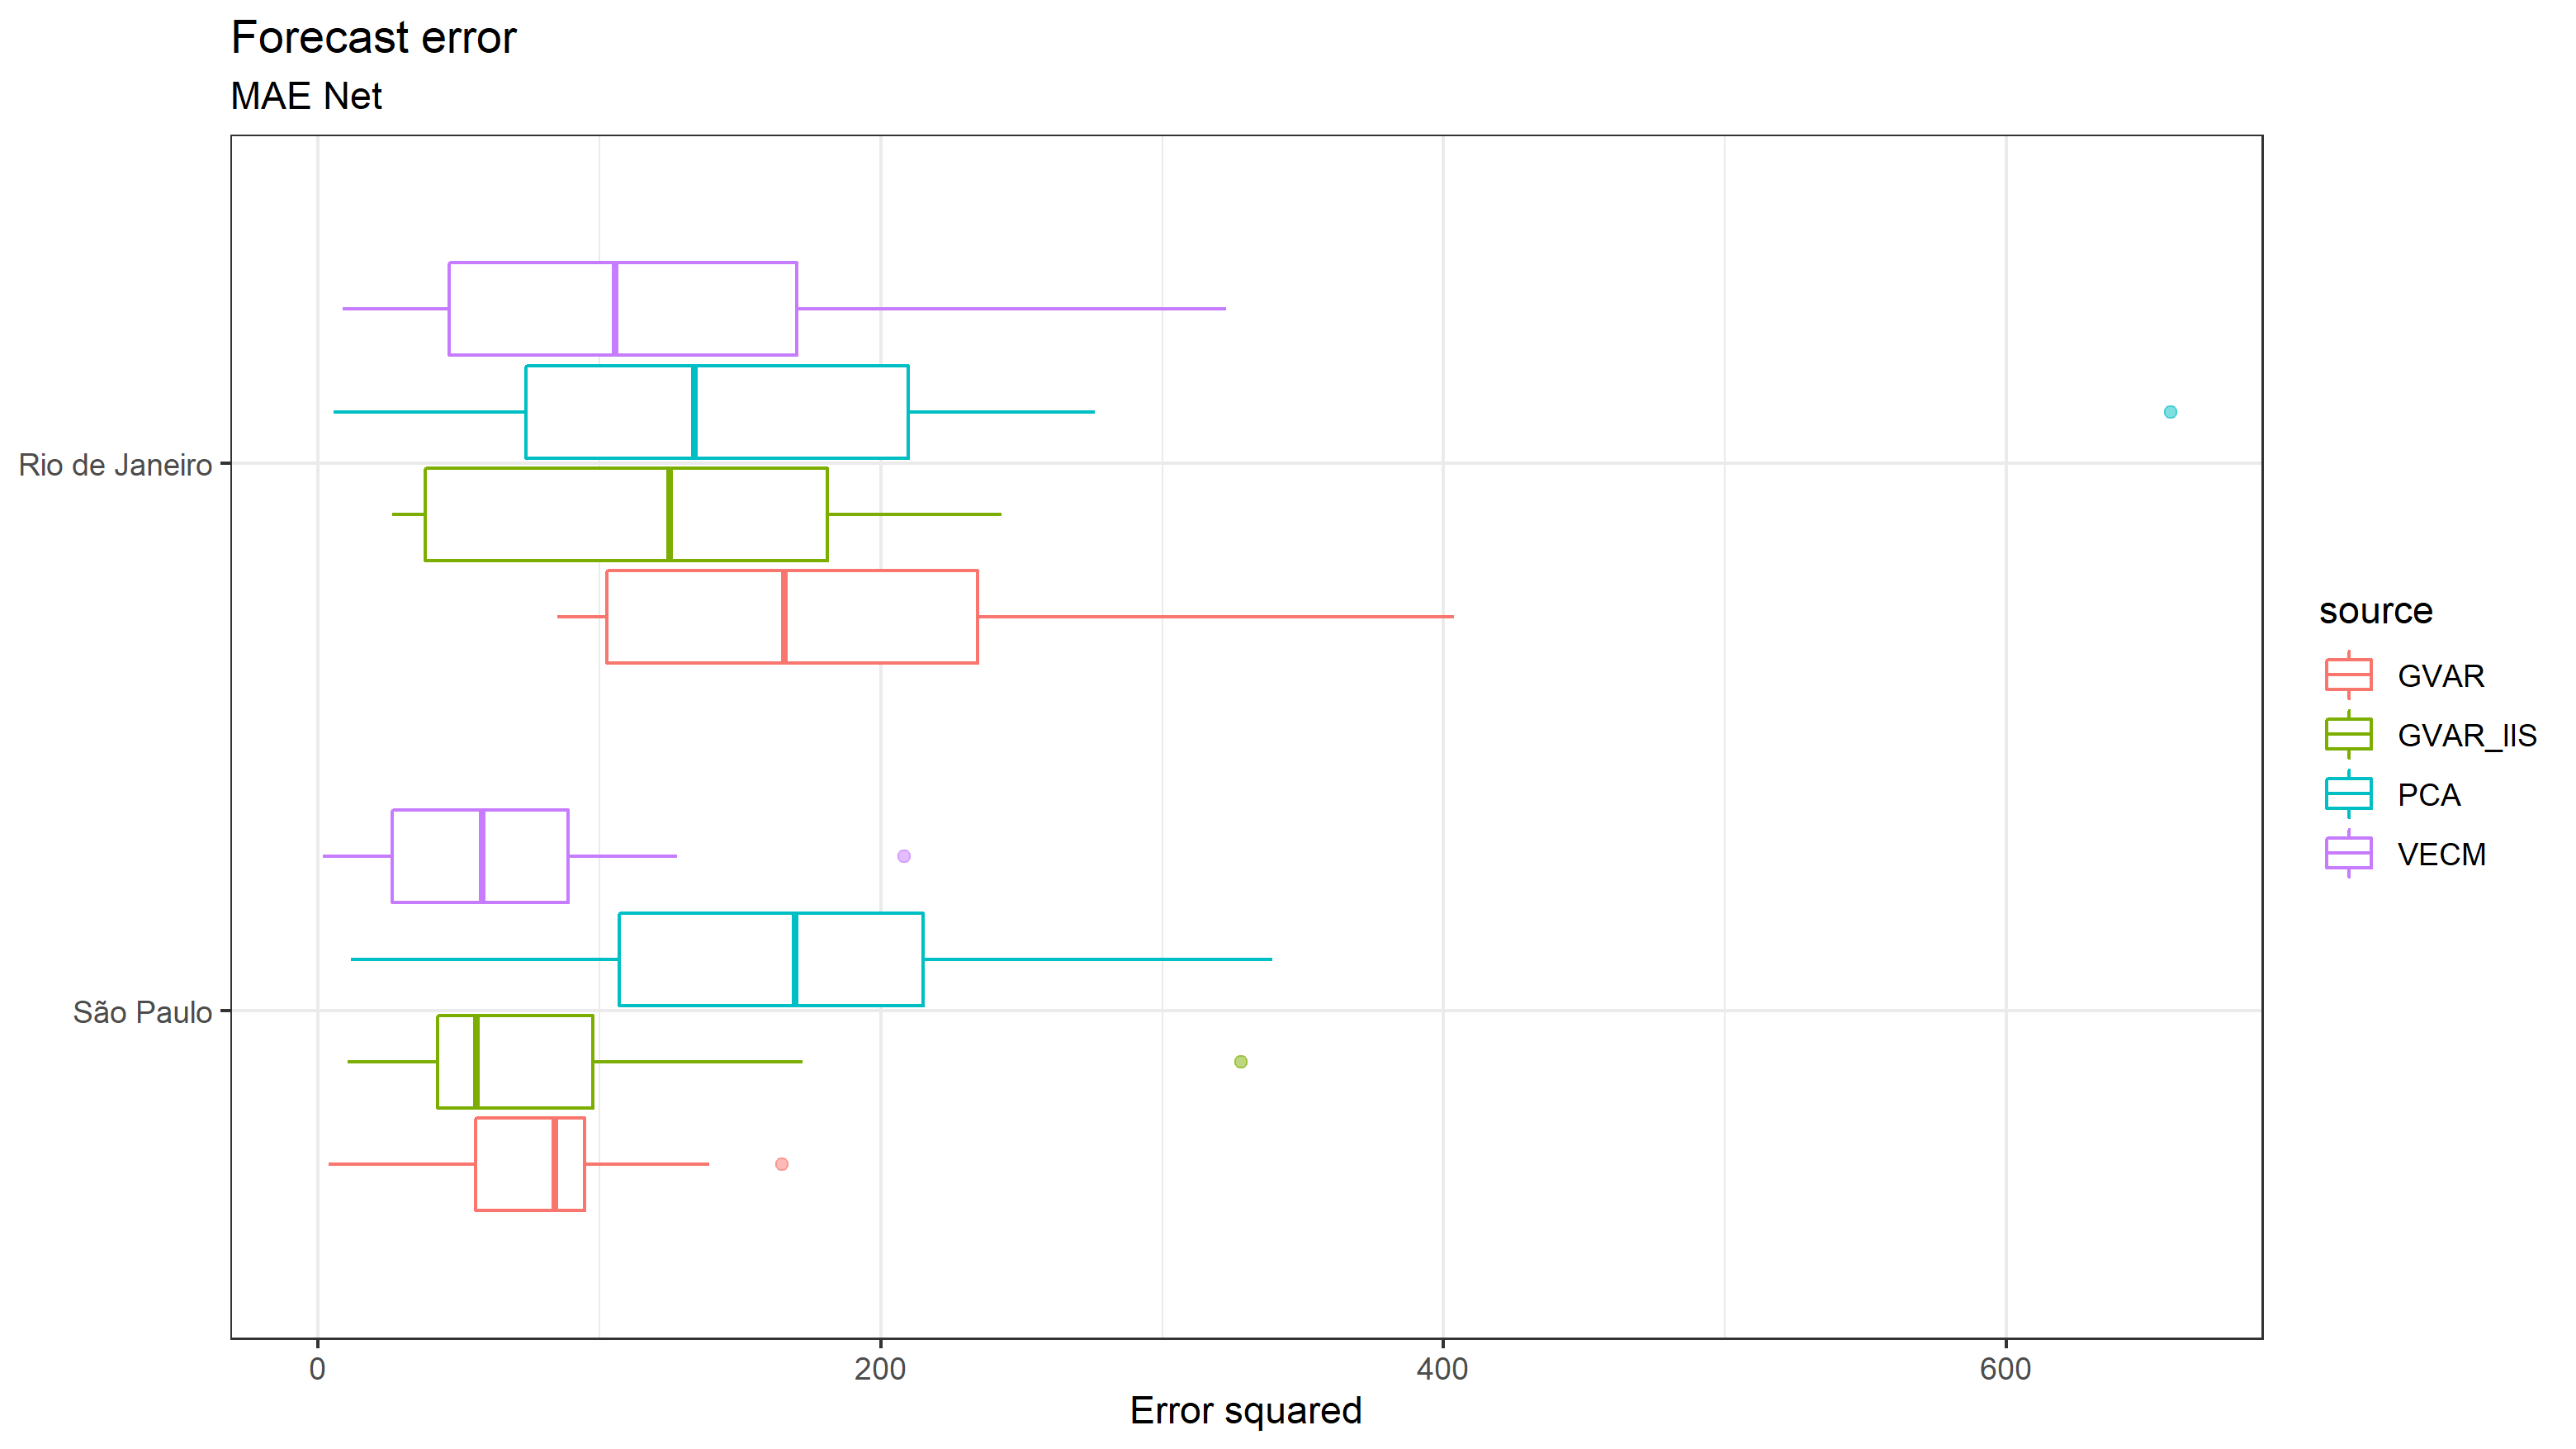 Forecast error
MAE Net
Rio de Janeiro
São Paulo
0
200
400
600
Error squared
source
GVAR
GVAR_IIS
PCA
VECM